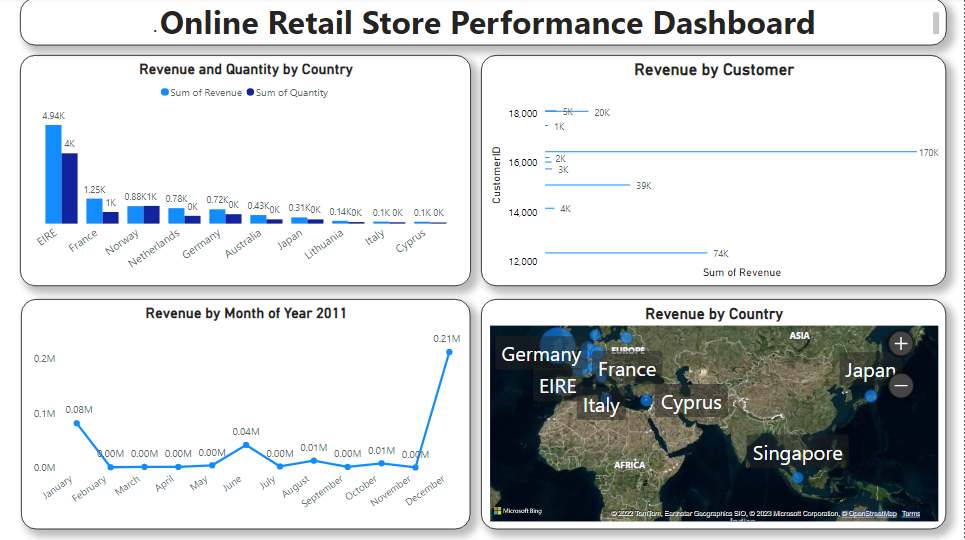 .Online Retail Store Performance Dashboard
Revenue and Quantity by Country
Sum of Revenue Sum of Quantity
4.94K
4K
1.25K
1K
0.88K 1K
0.78K
0K
0.72K
0K
0.43K 0K
0.31K 0K
0.14K 0K
0.1K 0K
0.1K 0K
EIRE
France
Norway
Netherlands
Germany
Australia
Japan
Lithuania
Italy
Cyprus
Revenue by Customer
CustomerID
18,000
16,000
14,000
12,000
5K
20K
1K
170K
2K
3K
39K
4K
74K
Sum of Revenue
Revenue by Month of Year 2011
0.2M
0.1M
0.0M
0.08M
0.00M
0.00M
0.00M
0.00M
0.04M
0.00M
0.01M
0.00M
0.01M
0.00M
0.21M
January
February
March
April
May
June
July
August
September
October
November
December
Revenue by Country
ASIA
EUROPE
AFRICA
Germany
France
EIRE
Italy
Cyprus
Japan
Singapore
+
−
Microsoft Bing
© 2023 TomTom, Earthstar Geographics SIO, © 2023 Microsoft Corporation, © OpenStreetMap Terms
Indian